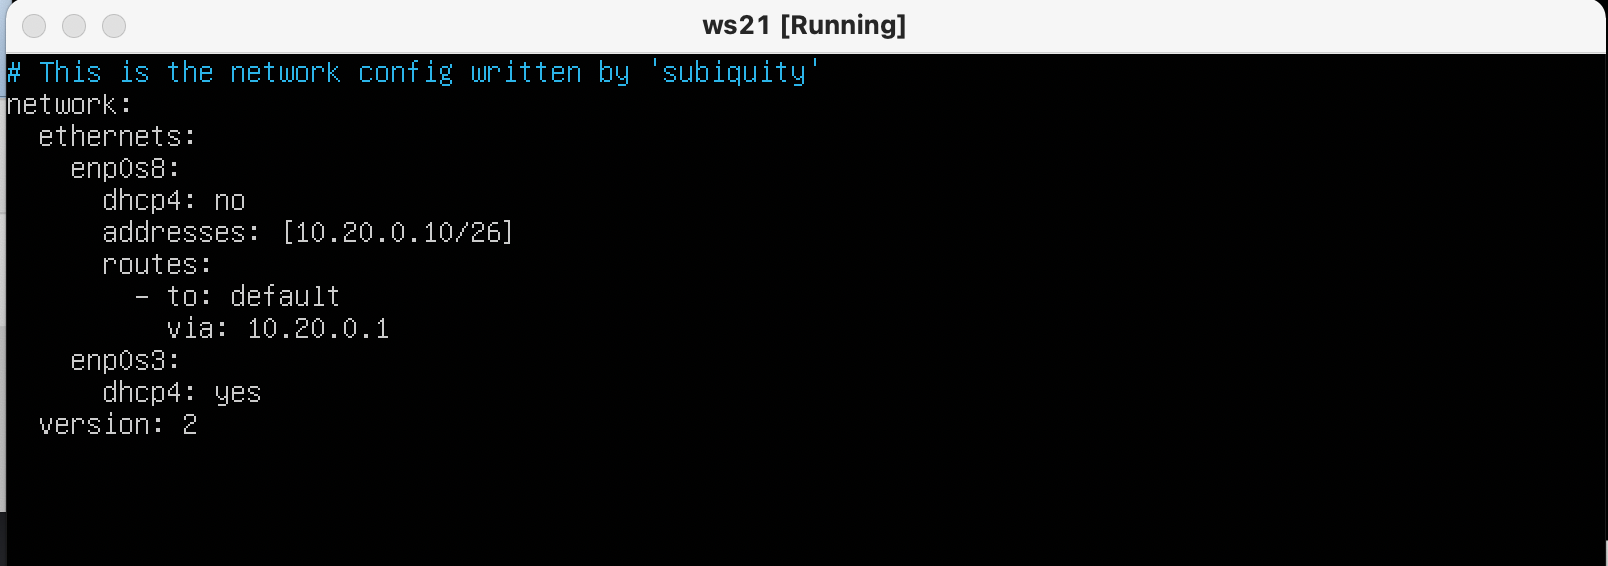 ws21 [Running]
# This is the network config written by 'subiquity'
network:
  ethernets:
    enp0s8:
      dhcp4: no
      addresses: [10.20.0.10/26]
      routes:
        - to: default
          via: 10.20.0.1
    enp0s3:
      dhcp4: yes
  version: 2